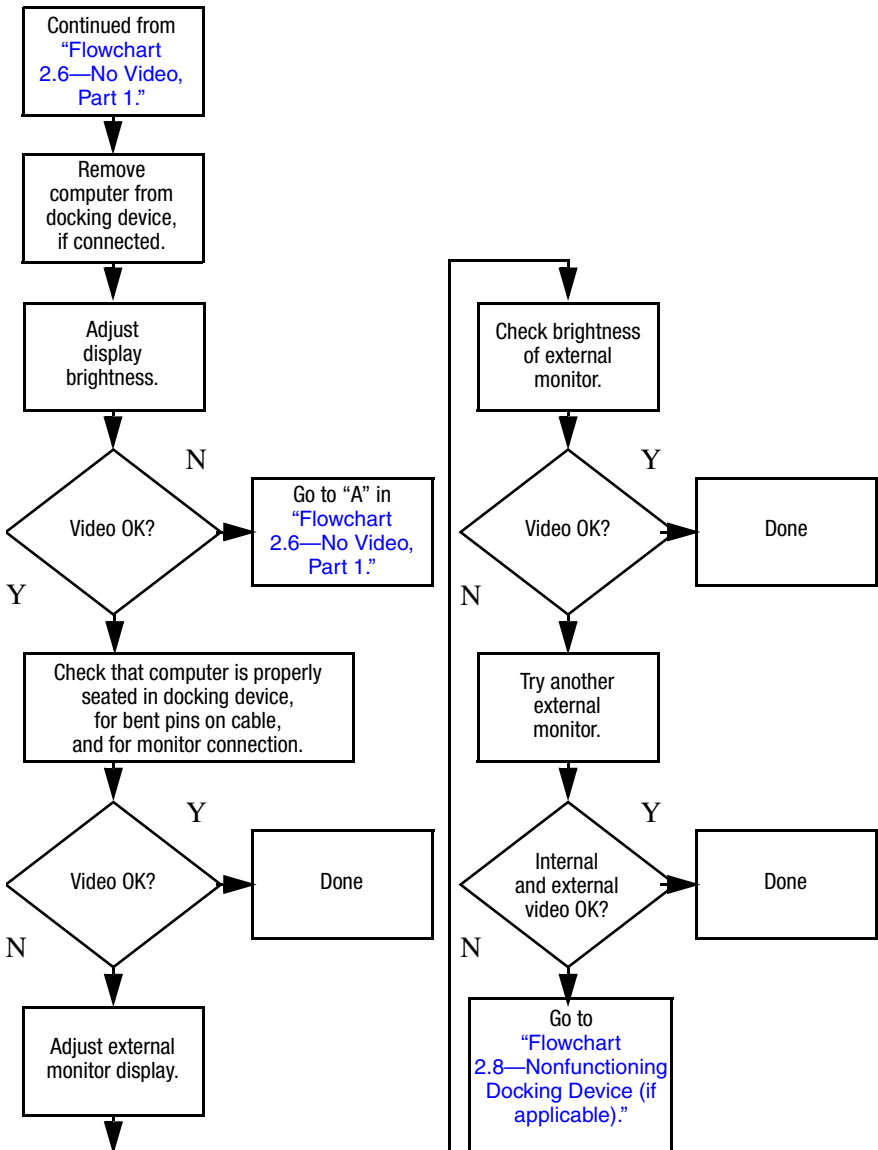 Continued from
“Flowchart
2.6—No Video,
Part 1.”
Remove
computer from
docking device,
if connected.
Adjust
display
brightness.
N
Video OK?
Go to “A” in
“Flowchart
2.6—No Video,
Part 1.”
Y
Check that computer is properly
seated in docking device,
for bent pins on cable,
and for monitor connection.
Y
Video OK?
Done
N
Adjust external
monitor display.
Check brightness
of external
monitor.
Y
Video OK?
Done
N
Try another
external
monitor.
Y
Internal
and external
video OK?
Done
N
Go to
“Flowchart
2.8—Nonfunctioning
Docking Device (if
applicable).”